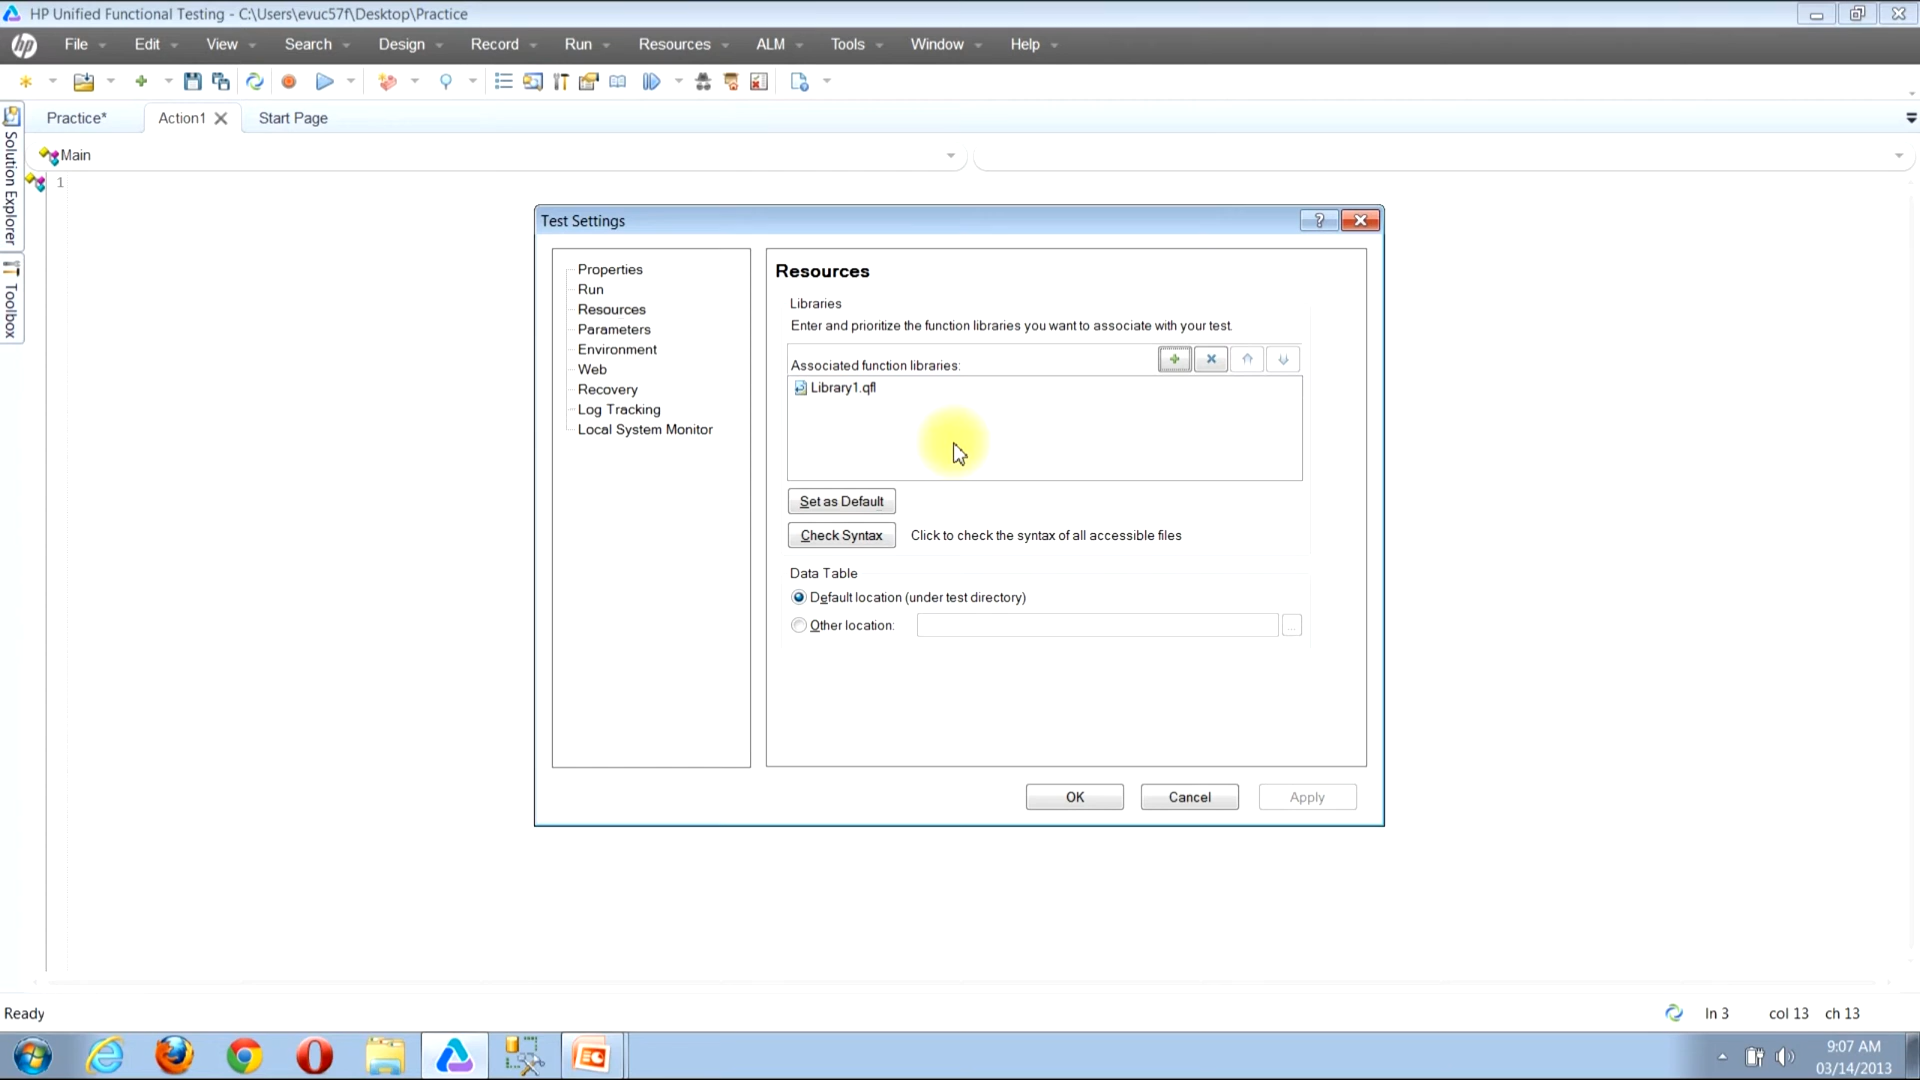 HP Unified Functional Testing - C:\Users\evuc57f\Desktop\Practice
hp File Edit View Search Design Record Run Resources ALM Tools Window Help
Practice* Action1 Start Page
Main
1
Solution Explorer
Toolbox
Test Settings
?
Properties
Run
Resources
Parameters
Environment
Web
Recovery
Log Tracking
Local System Monitor
Resources
Libraries
Enter and prioritize the function libraries you want to associate with your test.
Associated function libraries:
Library1.qfl
Set as Default
Check Syntax Click to check the syntax of all accessible files
Data Table
Default location (under test directory)
Other location: ...
OK Cancel Apply
Ready ln 3 col 13 ch 13
9:07 AM
03/14/2013